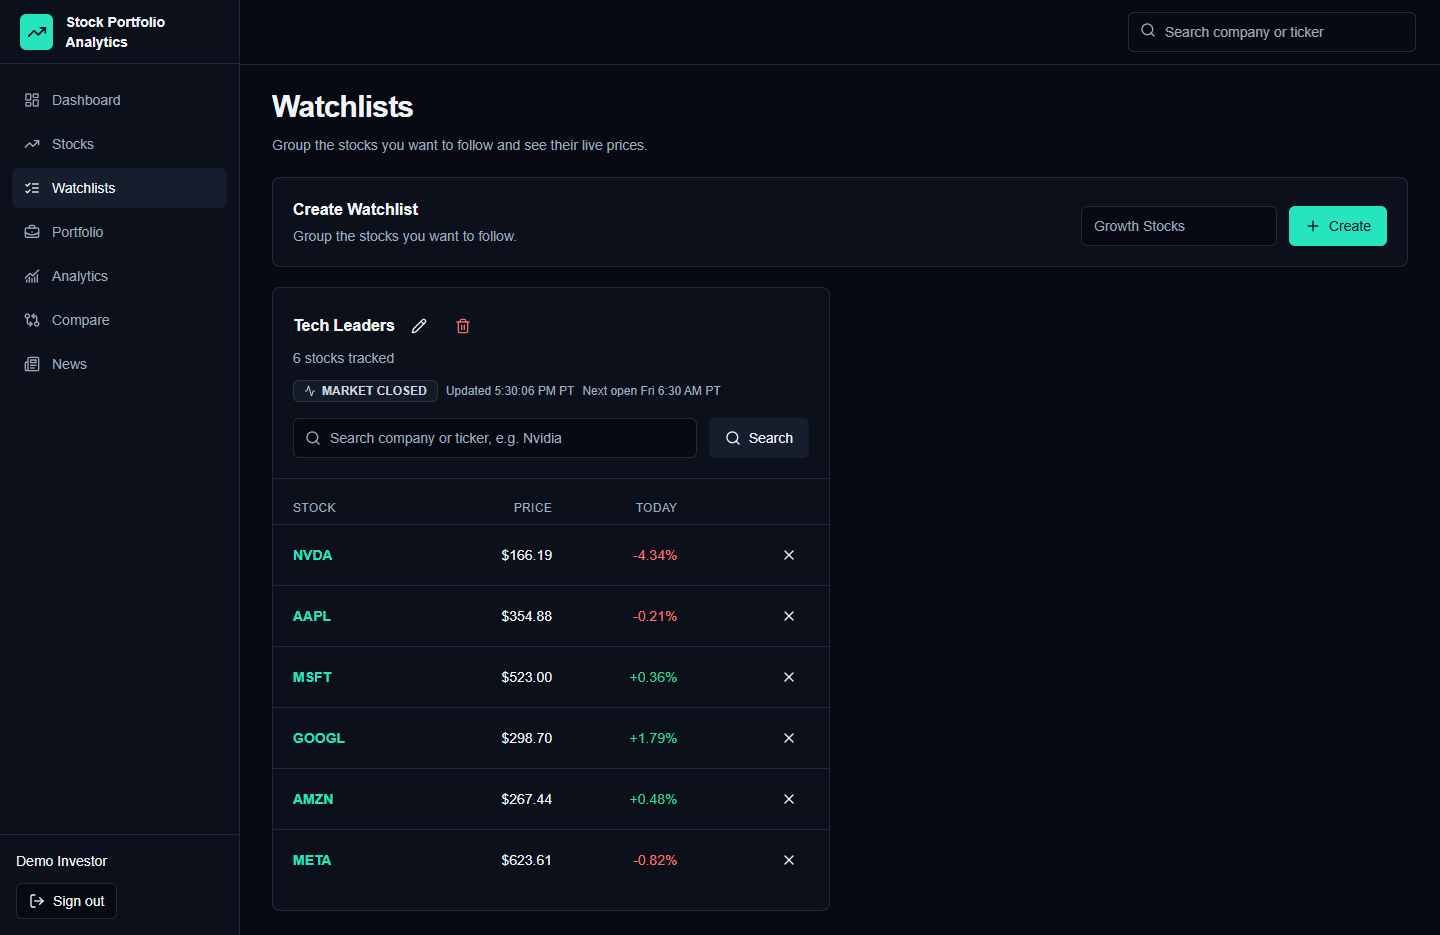 Stock Portfolio
Analytics
Search company or ticker
Dashboard
Stocks
Watchlists
Portfolio
Analytics
Compare
News
Demo Investor
Sign out
Watchlists
Group the stocks you want to follow and see their live prices.
Create Watchlist
Group the stocks you want to follow.
Growth Stocks
Create
Tech Leaders
6 stocks tracked
MARKET CLOSED Updated 5:30:06 PM PT Next open Fri 6:30 AM PT
Search company or ticker, e.g. Nvidia
Search
STOCK PRICE TODAY
NVDA $166.19 -4.34%
AAPL $354.88 -0.21%
MSFT $523.00 +0.36%
GOOGL $298.70 +1.79%
AMZN $267.44 +0.48%
META $623.61 -0.82%